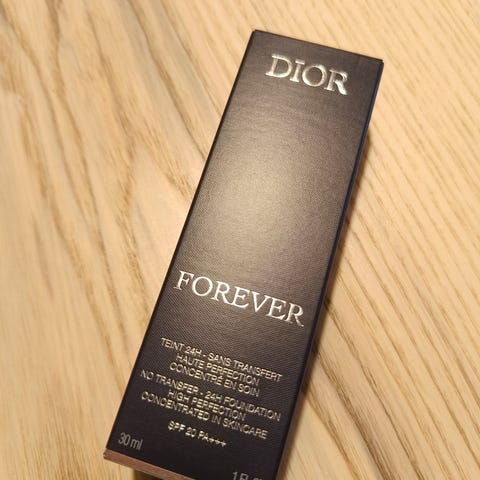 DIOR
FOREVER
TEINT 24H - SANS TRANSFERT
HAUTE PERFECTION
CONCENTRÉ EN SOIN
NO TRANSFER - 24H FOUNDATION
HIGH PERFECTION
CONCENTRATED IN SKINCARE
SPF 20 PA+++
30 ml